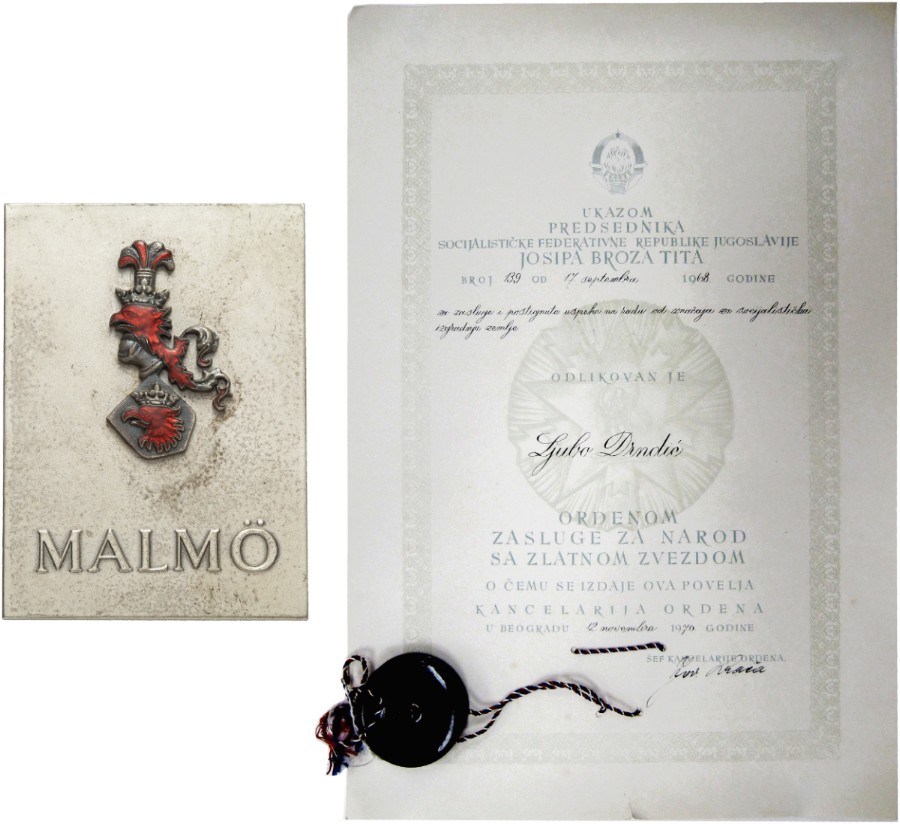 MALMÖ
UKAZOM
PREDSEDNIKA
SOCIJALISTIČKE FEDERATIVNE REPUBLIKE JUGOSLAVIJE
JOSIPA BROZA TITA
BROJ 139 OD 17 septembra 1968. GODINE
za zasluge i postignute uspehe na radu od značaja za socijalističku
izgradnju zemlje
ODLIKOVAN JE
Ljubo Drndić
ORDENOM
ZASLUGE ZA NAROD
SA ZLATNOM ZVEZDOM
O ČEMU SE IZDAJE OVA POVELJA
KANCELARIJA ORDENA
U BEOGRADU 12 novembra 1970 GODINE
ŠEF KANCELARIJE ORDENA,